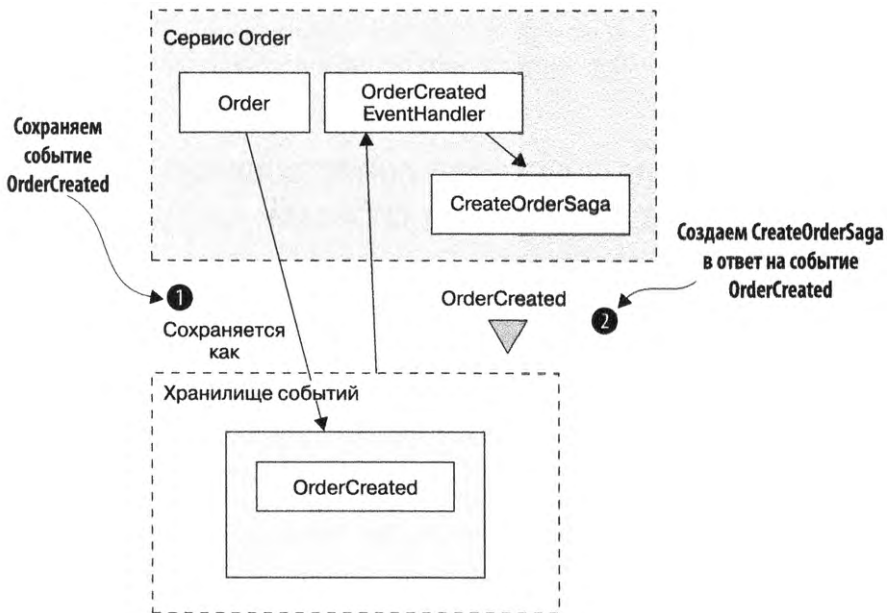 Сервис Order
Order
OrderCreated
EventHandler
CreateOrderSaga
Сохраняем
событие
OrderCreated
Создаем CreateOrderSaga
в ответ на событие
OrderCreated
1
Сохраняется
как
OrderCreated
2
Хранилище событий
OrderCreated